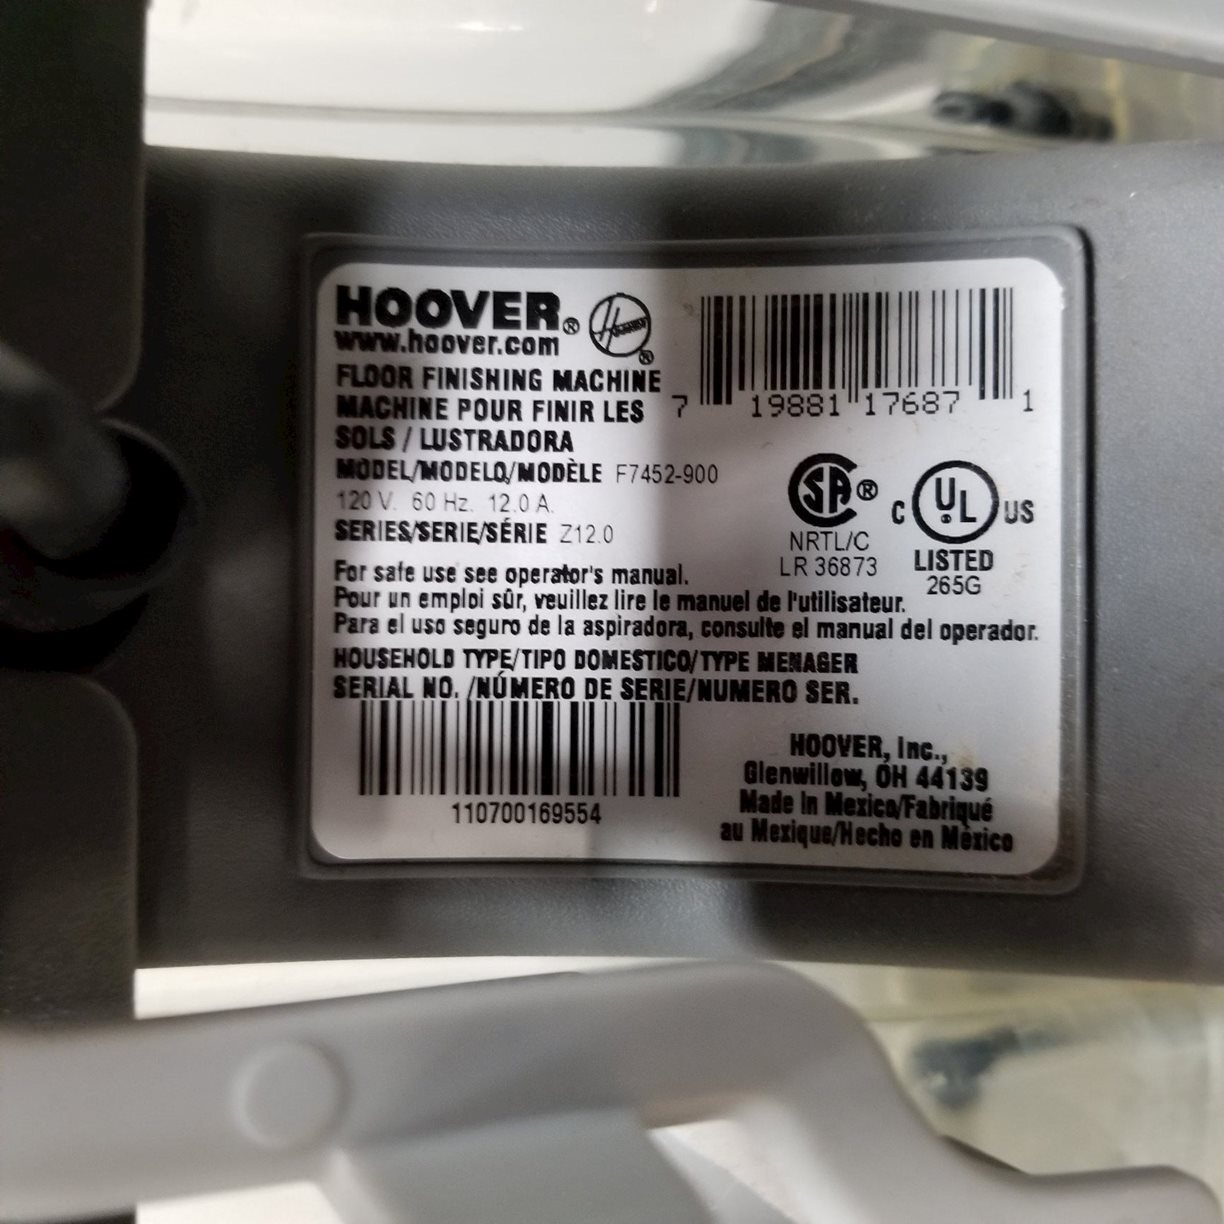 HOOVER®
www.hoover.com
FLOOR FINISHING MACHINE
MACHINE POUR FINIR LES
SOLS / LUSTRADORA
MODEL/MODELO/MODÈLE F7452-900
120 V. 60 Hz. 12.0 A.
SERIES/SERIE/SÉRIE Z12.0
7 19881 17687 1
SA®
NRTL/C
LR 36873
C UL US
LISTED
265G
For safe use see operator's manual.
Pour un emploi sûr, veuillez lire le manuel de l'utilisateur.
Para el uso seguro de la aspiradora, consulte el manual del operador.
HOUSEHOLD TYPE/TIPO DOMESTICO/TYPE MENAGER
SERIAL NO. /NÚMERO DE SERIE/NUMERO SER.
110700169554
HOOVER, Inc.,
Glenwillow, OH 44139
Made in Mexico/Fabriqué
au Mexique/Hecho en México